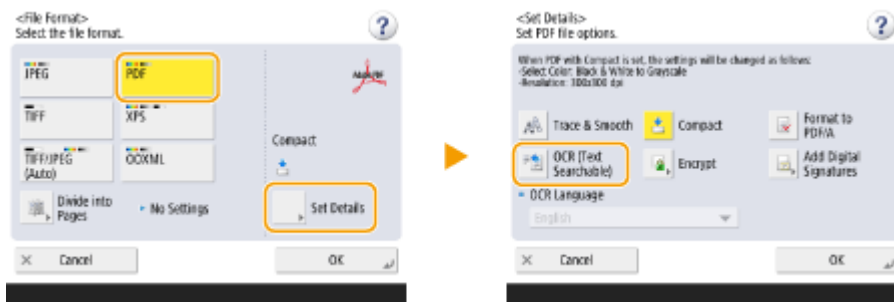 <File Format>
Select the file format.
JPEG
PDF
TIFF
XPS
TIFF/JPEG
(Auto)
OOXML
Divide into
Pages
No Settings
Adobe PDF
Compact
Set Details
Cancel
OK
<Set Details>
Set PDF file options.
When PDF with Compact is set, the settings will be changed as follows:
-Select Color: Black & White to Grayscale
-Resolution: 300x300 dpi
Trace & Smooth
Compact
Format to
PDF/A
OCR (Text
Searchable)
Encrypt
Add Digital
Signatures
OCR Language
English
Cancel
OK